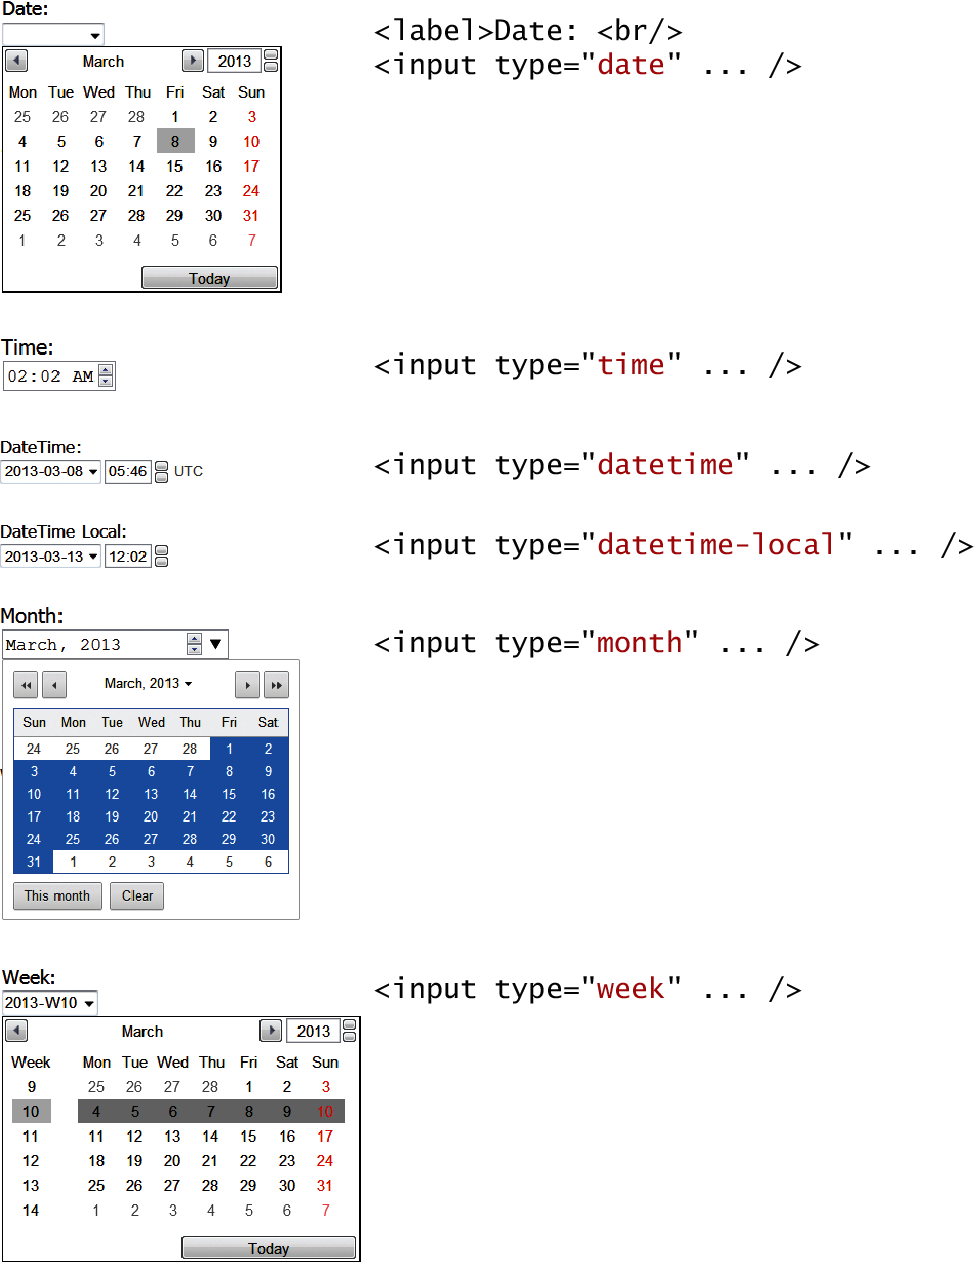 Date:
<label>Date: <br/>
<input type="date" ... />
March 2013
Mon Tue Wed Thu Fri Sat Sun
25 26 27 28 1 2 3
4 5 6 7 8 9 10
11 12 13 14 15 16 17
18 19 20 21 22 23 24
25 26 27 28 29 30 31
1 2 3 4 5 6 7
Today
Time:
02:02 AM
<input type="time" ... />
DateTime:
2013-03-08 05:46 UTC
<input type="datetime" ... />
DateTime Local:
2013-03-13 12:02
<input type="datetime-local" ... />
Month:
March, 2013
<input type="month" ... />
March, 2013
Sun Mon Tue Wed Thu Fri Sat
24 25 26 27 28 1 2
3 4 5 6 7 8 9
10 11 12 13 14 15 16
17 18 19 20 21 22 23
24 25 26 27 28 29 30
31 1 2 3 4 5 6
This month Clear
Week:
2013-W10
<input type="week" ... />
March 2013
Week Mon Tue Wed Thu Fri Sat Sun
9 25 26 27 28 1 2 3
10 4 5 6 7 8 9 10
11 11 12 13 14 15 16 17
12 18 19 20 21 22 23 24
13 25 26 27 28 29 30 31
14 1 2 3 4 5 6 7
Today